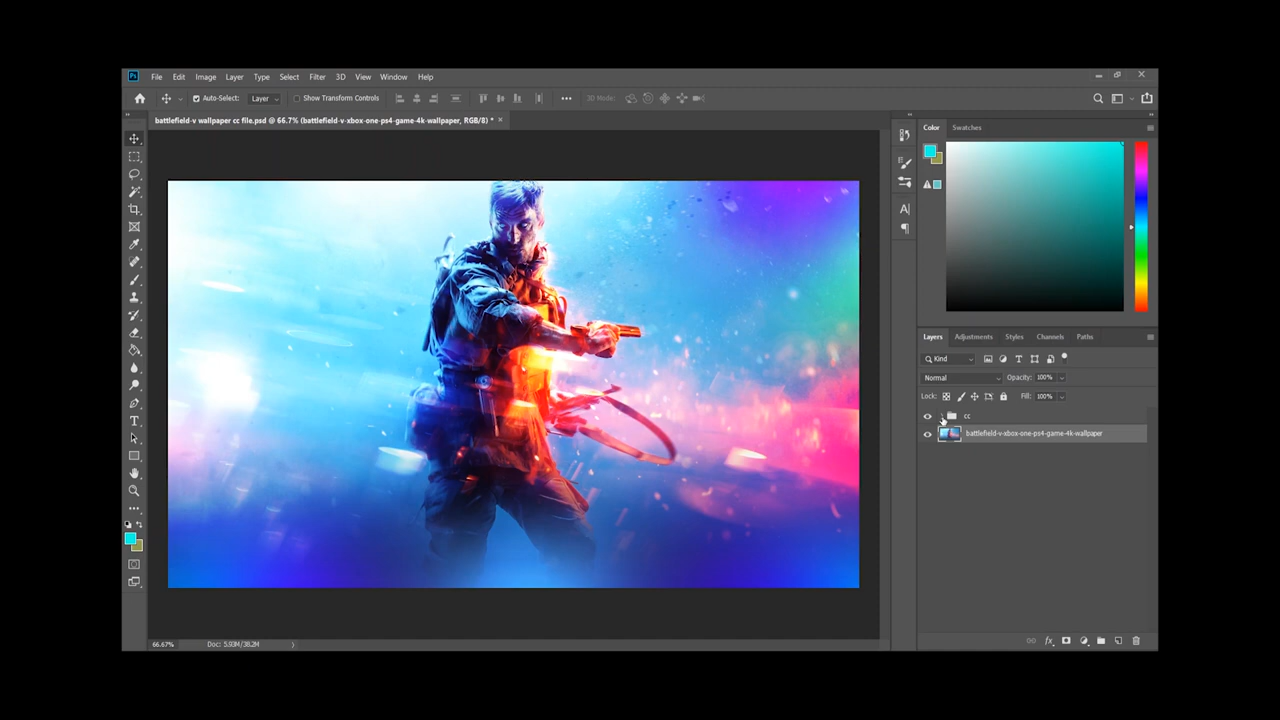 Ps File Edit Image Layer Type Select Filter 3D View Window Help
Auto-Select: Layer Show Transform Controls 3D Mode:
battlefield-v wallpaper cc file.psd @ 66.7% (battlefield-v-xbox-one-ps4-game-4k-wallpaper, RGB/8) *
Color Swatches
Layers Adjustments Styles Channels Paths
Kind
Normal Opacity: 100%
Lock: Fill: 100%
cc
battlefield-v-xbox-one-ps4-game-4k-wallpaper
66.67% Doc: 5.93M/38.2M